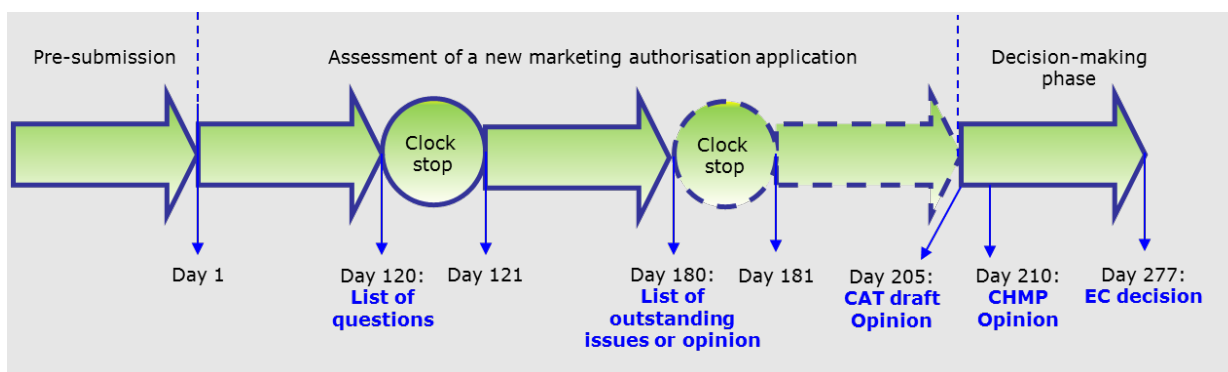 Pre-submission
Assessment of a new marketing authorisation application
Decision-making
phase
Clock
stop
Clock
stop
Day 1
Day 120:
List of
questions
Day 121
Day 180:
List of
outstanding
issues or opinion
Day 181
Day 205:
CAT draft
Opinion
Day 210:
CHMP
Opinion
Day 277:
EC decision